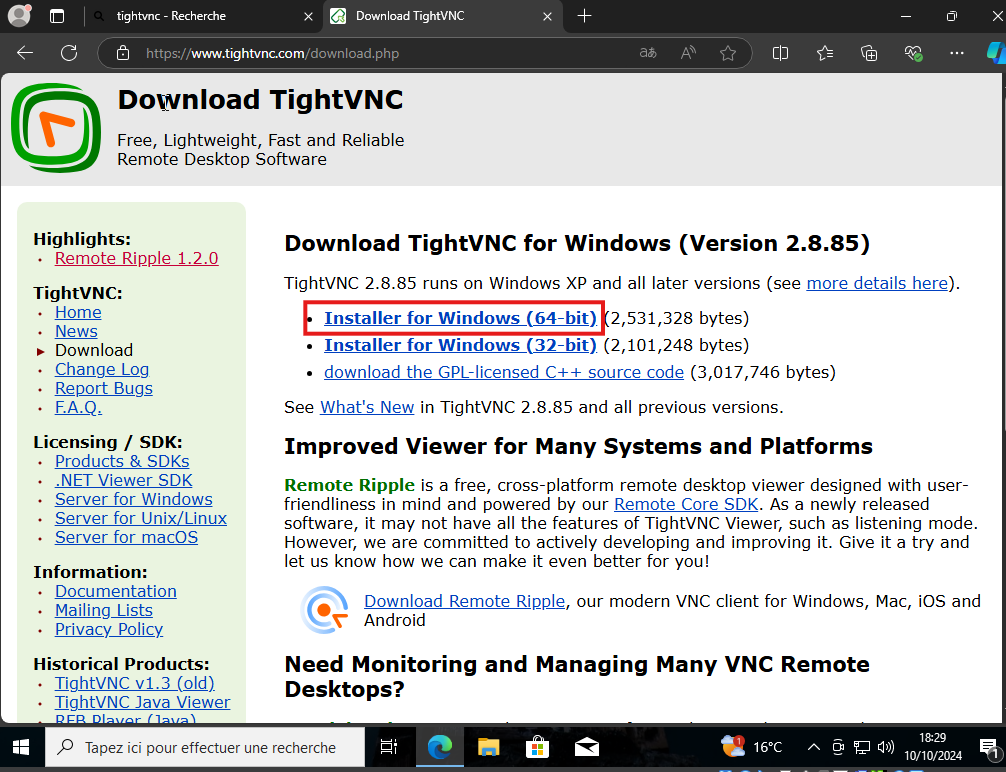 tightvnc - Recherche
Download TightVNC
https://www.tightvnc.com/download.php
Download TightVNC
Free, Lightweight, Fast and Reliable
Remote Desktop Software
Highlights:
Remote Ripple 1.2.0
TightVNC:
Home
News
Download
Change Log
Report Bugs
F.A.Q.
Licensing / SDK:
Products & SDKs
.NET Viewer SDK
Server for Windows
Server for Unix/Linux
Server for macOS
Information:
Documentation
Mailing Lists
Privacy Policy
Historical Products:
TightVNC v1.3 (old)
TightVNC Java Viewer
RFB Player (Java)
Download TightVNC for Windows (Version 2.8.85)
TightVNC 2.8.85 runs on Windows XP and all later versions (see more details here).
Installer for Windows (64-bit) (2,531,328 bytes)
Installer for Windows (32-bit) (2,101,248 bytes)
download the GPL-licensed C++ source code (3,017,746 bytes)
See What's New in TightVNC 2.8.85 and all previous versions.
Improved Viewer for Many Systems and Platforms
Remote Ripple is a free, cross-platform remote desktop viewer designed with user-
friendliness in mind and powered by our Remote Core SDK. As a newly released
software, it may not have all the features of TightVNC Viewer, such as listening mode.
However, we are committed to actively developing and improving it. Give it a try and
let us know how we can make it even better for you!
Download Remote Ripple, our modern VNC client for Windows, Mac, iOS and
Android
Need Monitoring and Managing Many VNC Remote
Desktops?
Tapez ici pour effectuer une recherche
16°C
18:29
10/10/2024
1